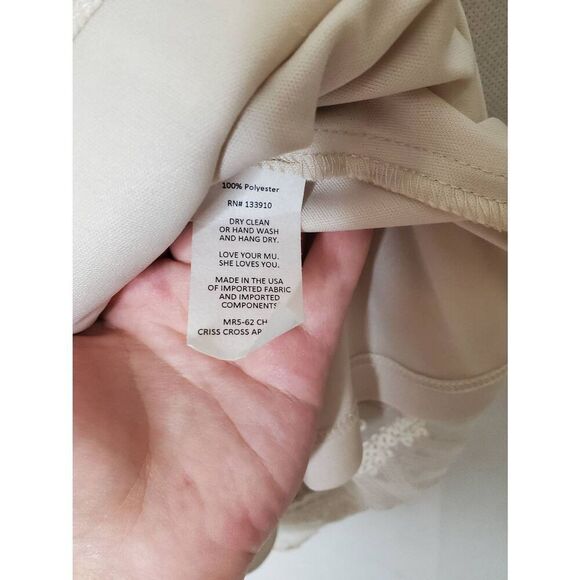 100% Polyester
RN# 133910
DRY CLEAN
OR HAND WASH
AND HANG DRY.
LOVE YOUR MU.
SHE LOVES YOU.
MADE IN THE USA
OF IMPORTED FABRIC
AND IMPORTED
COMPONENTS
MR5-62 CH
CRISS CROSS AP